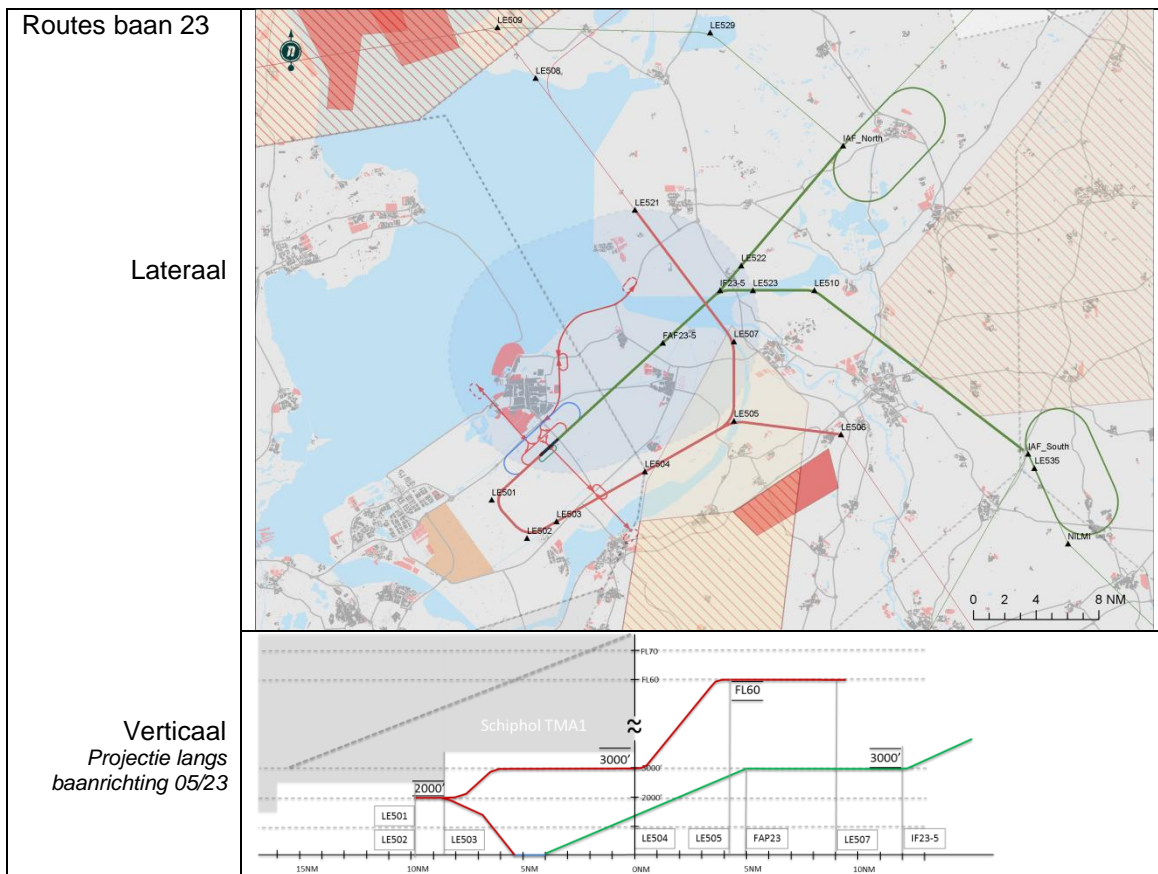 Routes baan 23
n
LE509
LE529
LE508
IAF_North
LE521
LE522
IF23-5
LE523
LE510
FAF23-5
LE507
LE505
LE506
LE504
IAF_South
LE535
LE501
LE503
LE502
NILMI
0 2 4 8 NM
Lateraal
Verticaal
Projectie langs
baanrichting 05/23
FL70
FL60
FL60
Schiphol TMA1
≈
≈
3000'
3000'
3000'
2000'
2000'
LE501
LE502
LE503
LE504
LE505
FAP23
LE507
IF23-5
15NM
10NM
5NM
0NM
5NM
10NM